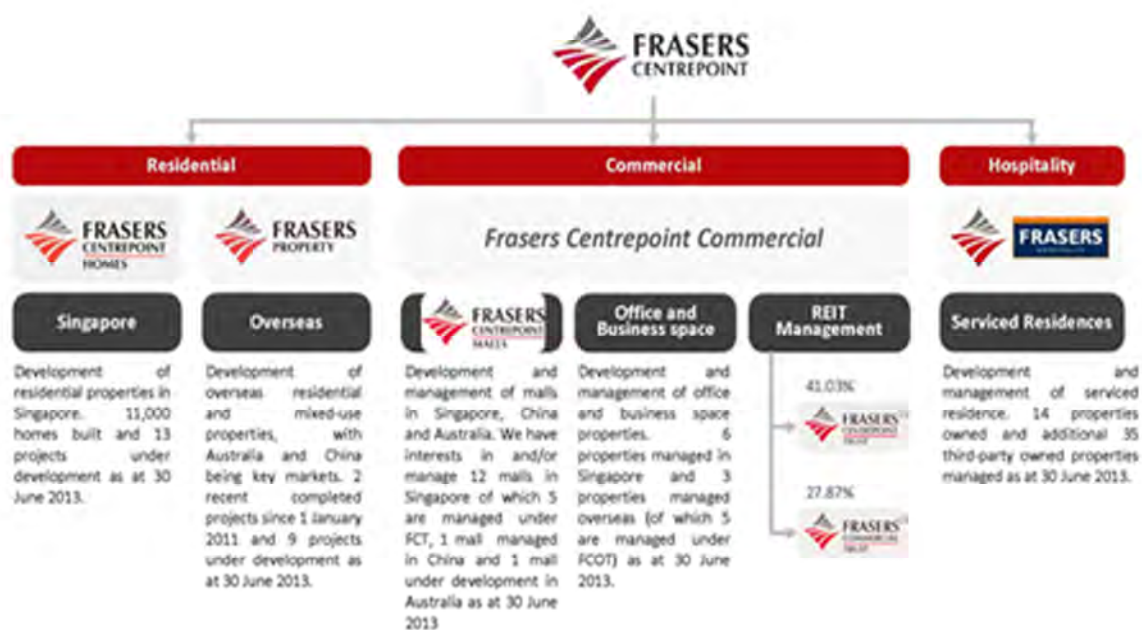 FRASERS
CENTREPOINT
Residential
Commercial
Hospitality
FRASERS
CENTREPOINT
HOMES
FRASERS
PROPERTY
Frasers Centrepoint Commercial
FRASERS
Singapore
Overseas
FRASERS
CENTREPOINT
MALLS
Office and
Business space
REIT
Management
Serviced Residences
Development of
residential properties in
Singapore. 11,000
homes built and 13
projects under
development as at 30
June 2013.
Development of
overseas residential
and mixed-use
properties, with
Australia and China
being key markets. 2
recent completed
projects since 1 January
2011 and 9 projects
under development as
at 30 June 2013.
Development and
management of malls
in Singapore, China
and Australia. We have
interests in and/or
manage 12 malls in
Singapore of which 5
are managed under
FCT, 1 mall managed
in China and 1 mall
under development in
Australia as at 30 June
2013
Development and
management of office
and business space
properties. 6
properties managed in
Singapore and 3
properties managed
overseas (of which 5
are managed under
FCOT) as at 30 June
2013.
41.03%
FRASERS
CENTREPOINT
TRUST
27.87%
FRASERS
COMMERCIAL
TRUST
Development and
management of serviced
residence. 14 properties
owned and additional 35
third-party owned properties
managed as at 30 June 2013.